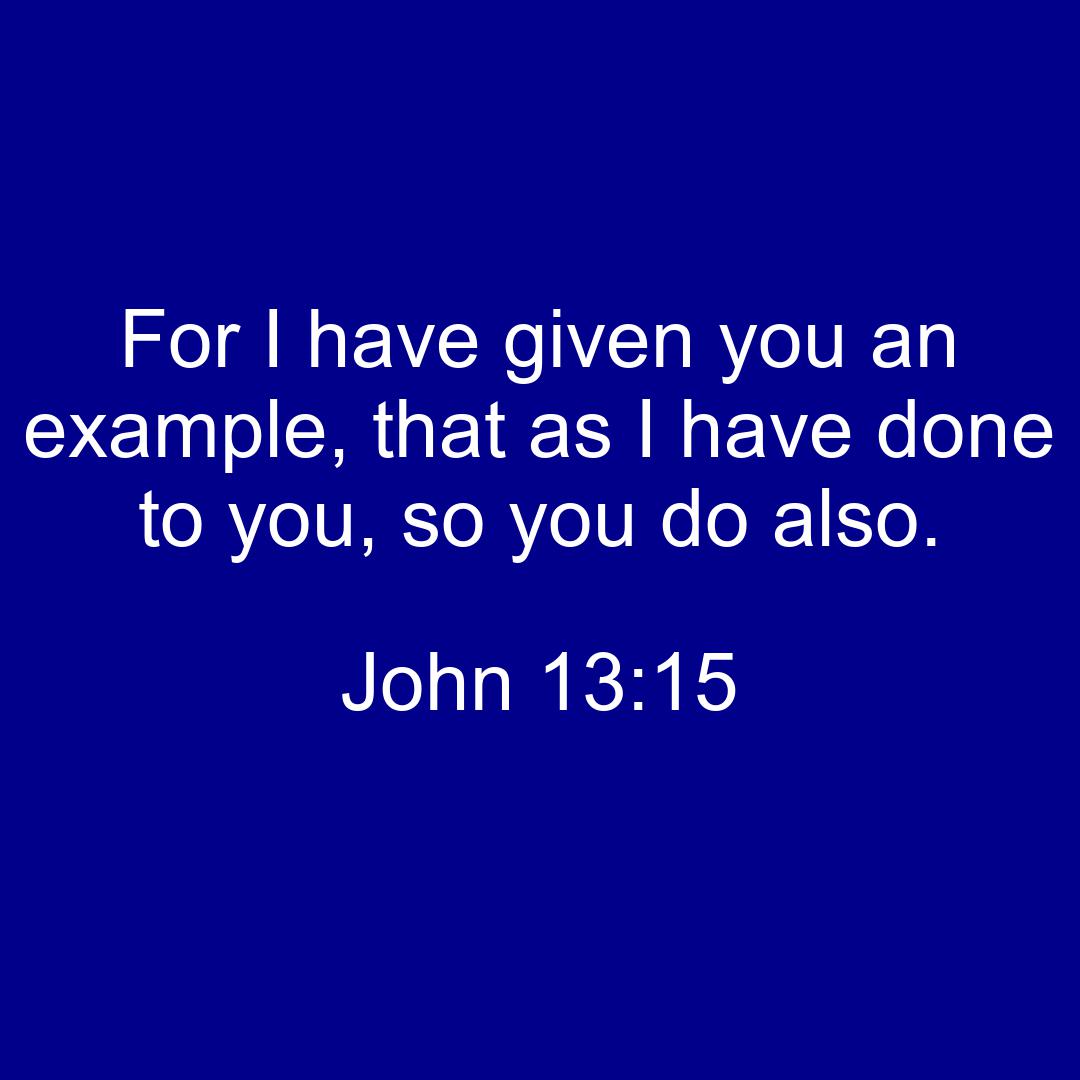 For I have given you an
example, that as I have done
to you, so you do also.
John 13:15